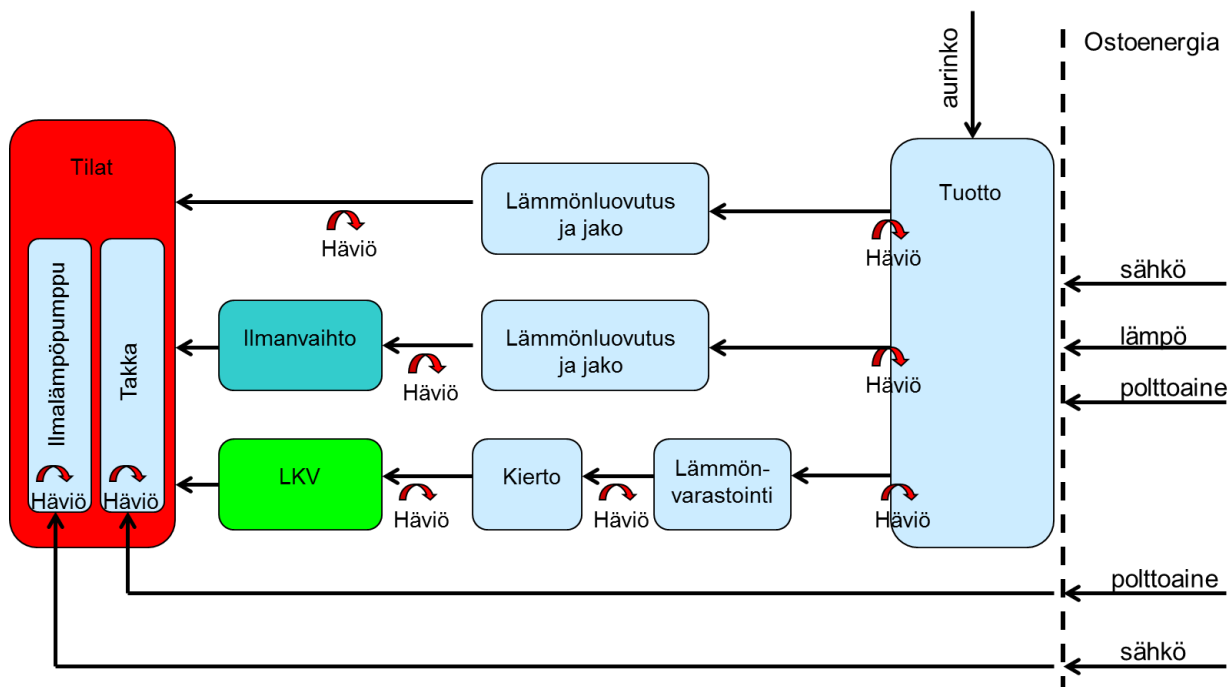 Ostoenergia
aurinko
Tilat
Lämmönluovutus
ja jako
Tuotto
Häviö
Häviö
sähkö
Ilmanvaihto
Lämmönluovutus
ja jako
lämpö
Häviö
Häviö
polttoaine
Ilmalämpöpumppu
Takka
LKV
Kierto
Lämmön-
varastointi
Häviö
Häviö
Häviö
Häviö
Häviö
polttoaine
sähkö